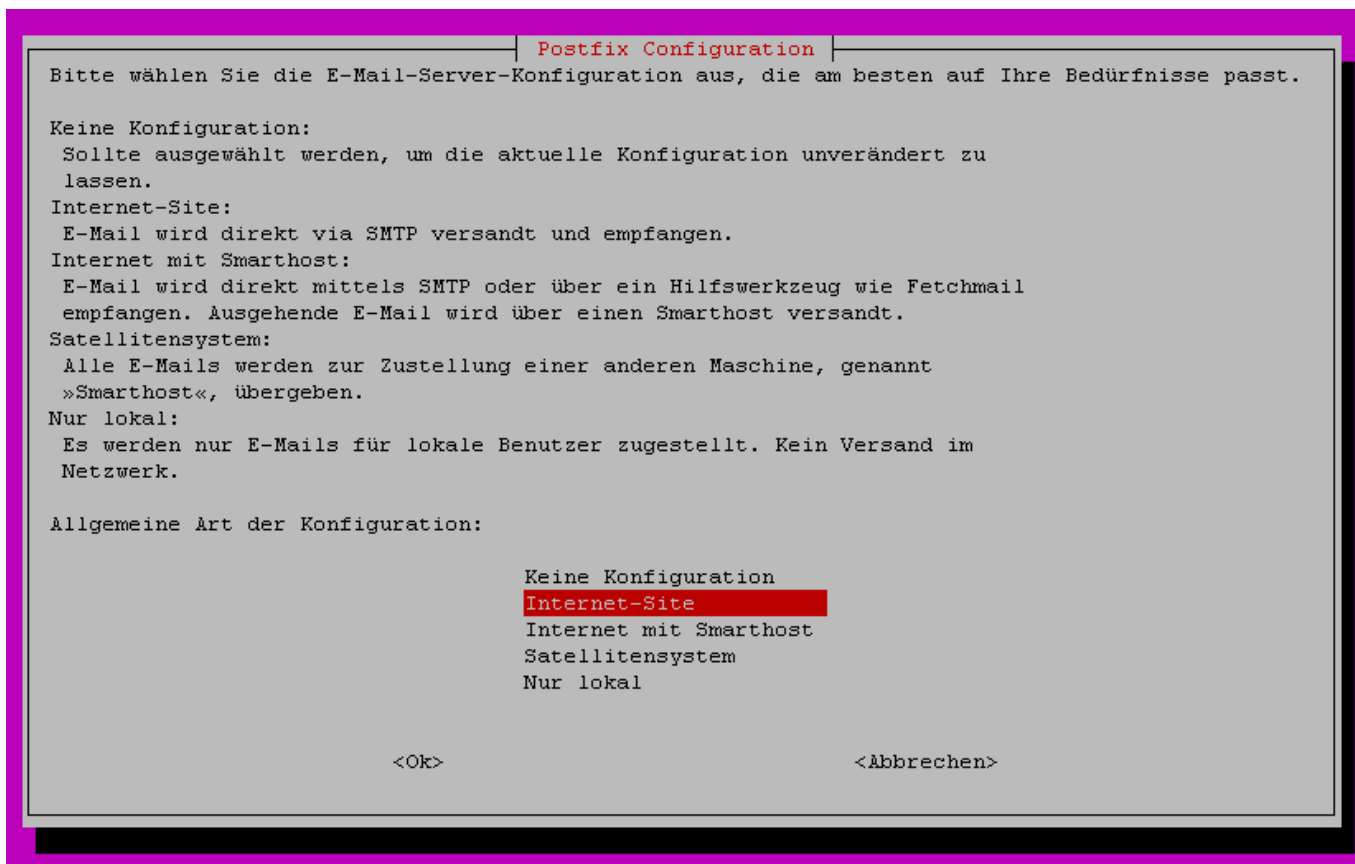 Postfix Configuration
Bitte wählen Sie die E-Mail-Server-Konfiguration aus, die am besten auf Ihre Bedürfnisse passt.
Keine Konfiguration:
Sollte ausgewählt werden, um die aktuelle Konfiguration unverändert zu
lassen.
Internet-Site:
E-Mail wird direkt via SMTP versandt und empfangen.
Internet mit Smarthost:
E-Mail wird direkt mittels SMTP oder über ein Hilfswerkzeug wie Fetchmail
empfangen. Ausgehende E-Mail wird über einen Smarthost versandt.
Satellitensystem:
Alle E-Mails werden zur Zustellung einer anderen Maschine, genannt
»Smarthost«, übergeben.
Nur lokal:
Es werden nur E-Mails für lokale Benutzer zugestellt. Kein Versand im
Netzwerk.
Allgemeine Art der Konfiguration:
Keine Konfiguration
Internet-Site
Internet mit Smarthost
Satellitensystem
Nur lokal
<Ok> <Abbrechen>